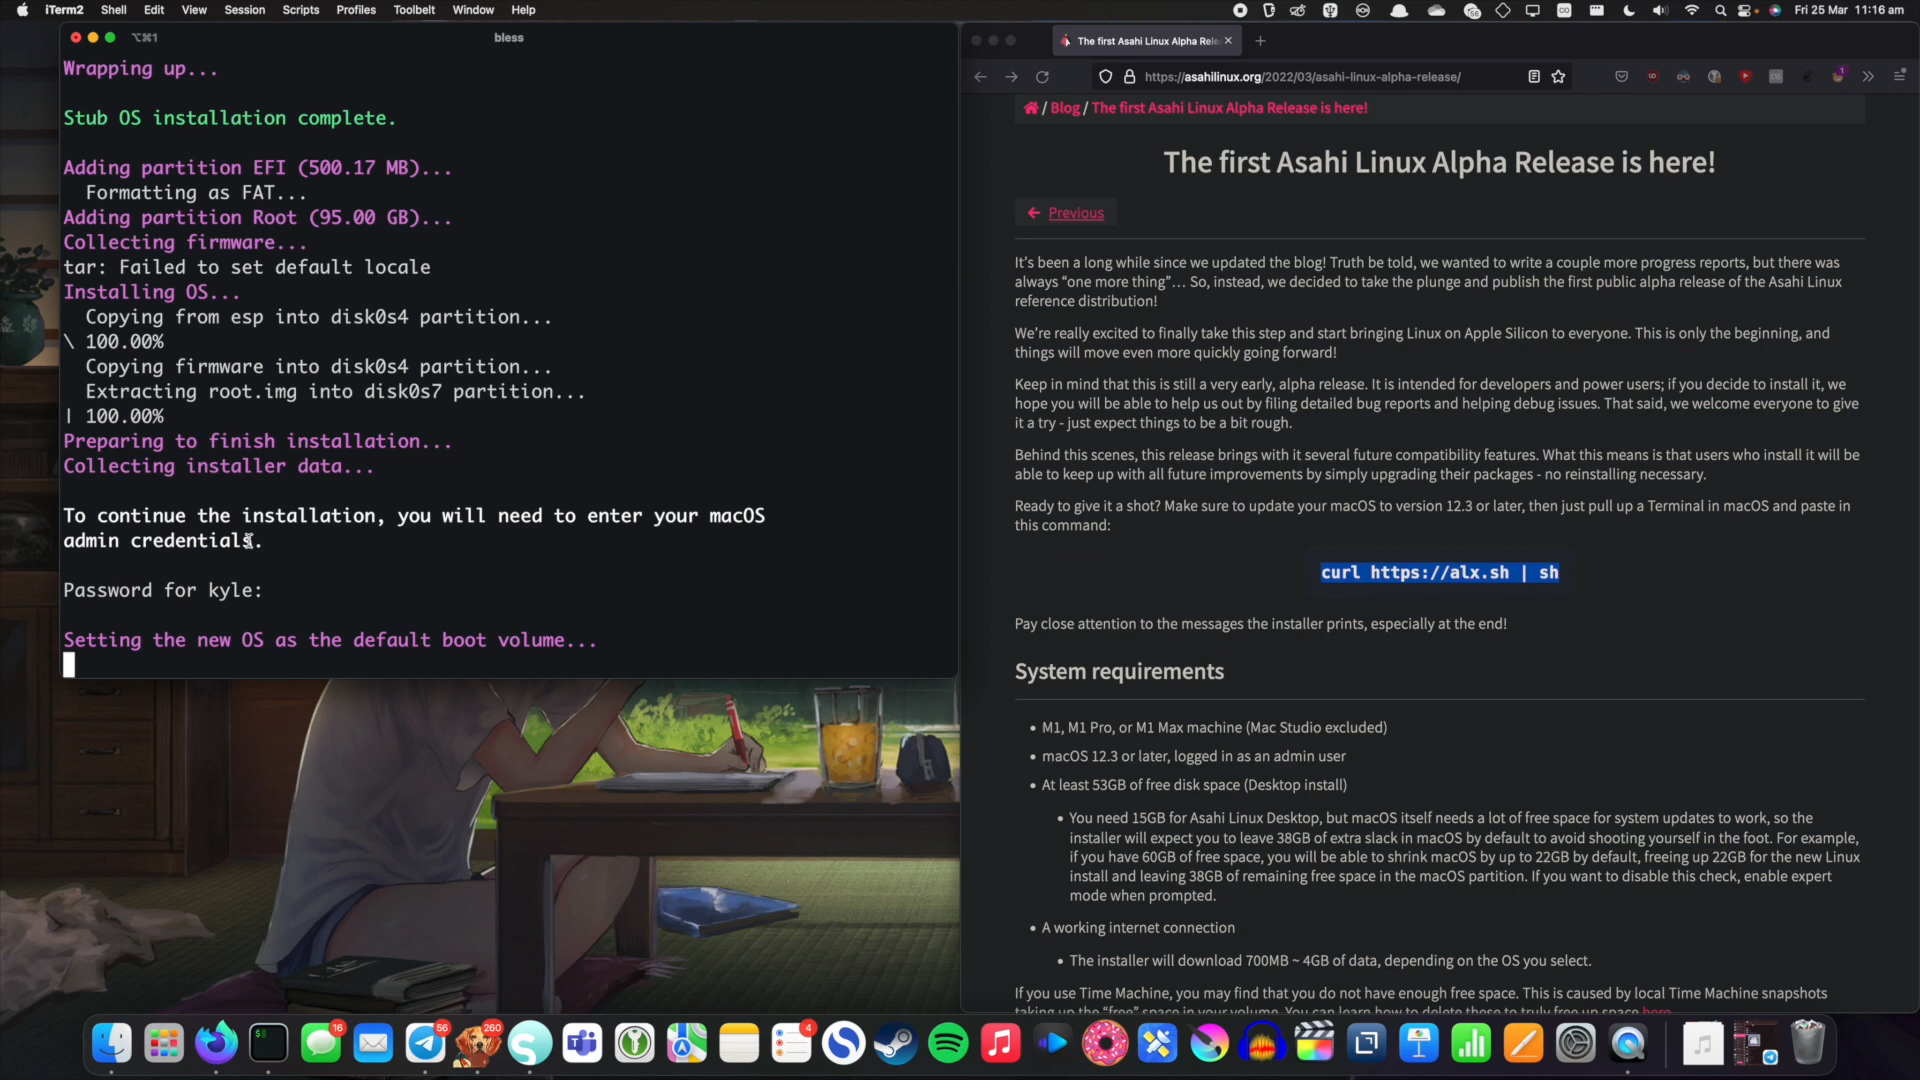 iTerm2 Shell Edit View Session Scripts Profiles Toolbelt Window Help
56
Fri 25 Mar 11:16 am
⌥⌘1
bless
Wrapping up...
Stub OS installation complete.
Adding partition EFI (500.17 MB)...
Formatting as FAT...
Adding partition Root (95.00 GB)...
Collecting firmware...
tar: Failed to set default locale
Installing OS...
Copying from esp into disk0s4 partition...
\ 100.00%
Copying firmware into disk0s4 partition...
Extracting root.img into disk0s7 partition...
| 100.00%
Preparing to finish installation...
Collecting installer data...
To continue the installation, you will need to enter your macOS
admin credentials.
Password for kyle:
Setting the new OS as the default boot volume...
The first Asahi Linux Alpha Rele
https://asahilinux.org/2022/03/asahi-linux-alpha-release/
1
/ Blog / The first Asahi Linux Alpha Release is here!
The first Asahi Linux Alpha Release is here!
← Previous
It's been a long while since we updated the blog! Truth be told, we wanted to write a couple more progress reports, but there was
always “one more thing”… So, instead, we decided to take the plunge and publish the first public alpha release of the Asahi Linux
reference distribution!
We're really excited to finally take this step and start bringing Linux on Apple Silicon to everyone. This is only the beginning, and
things will move even more quickly going forward!
Keep in mind that this is still a very early, alpha release. It is intended for developers and power users; if you decide to install it, we
hope you will be able to help us out by filing detailed bug reports and helping debug issues. That said, we welcome everyone to give
it a try - just expect things to be a bit rough.
Behind this scenes, this release brings with it several future compatibility features. What this means is that users who install it will be
able to keep up with all future improvements by simply upgrading their packages - no reinstalling necessary.
Ready to give it a shot? Make sure to update your macOS to version 12.3 or later, then just pull up a Terminal in macOS and paste in
this command:
curl https://alx.sh | sh
Pay close attention to the messages the installer prints, especially at the end!
System requirements
• M1, M1 Pro, or M1 Max machine (Mac Studio excluded)
• macOS 12.3 or later, logged in as an admin user
• At least 53GB of free disk space (Desktop install)
• You need 15GB for Asahi Linux Desktop, but macOS itself needs a lot of free space for system updates to work, so the
installer will expect you to leave 38GB of extra slack in macOS by default to avoid shooting yourself in the foot. For example,
if you have 60GB of free space, you will be able to shrink macOS by up to 22GB by default, freeing up 22GB for the new Linux
install and leaving 38GB of remaining free space in the macOS partition. If you want to disable this check, enable expert
mode when prompted.
• A working internet connection
• The installer will download 700MB ~ 4GB of data, depending on the OS you select.
If you use Time Machine, you may find that you do not have enough free space. This is caused by local Time Machine snapshots
taking up the “free” space in your volume. You can learn how to delete these to truly free up space here
16 56 260 4